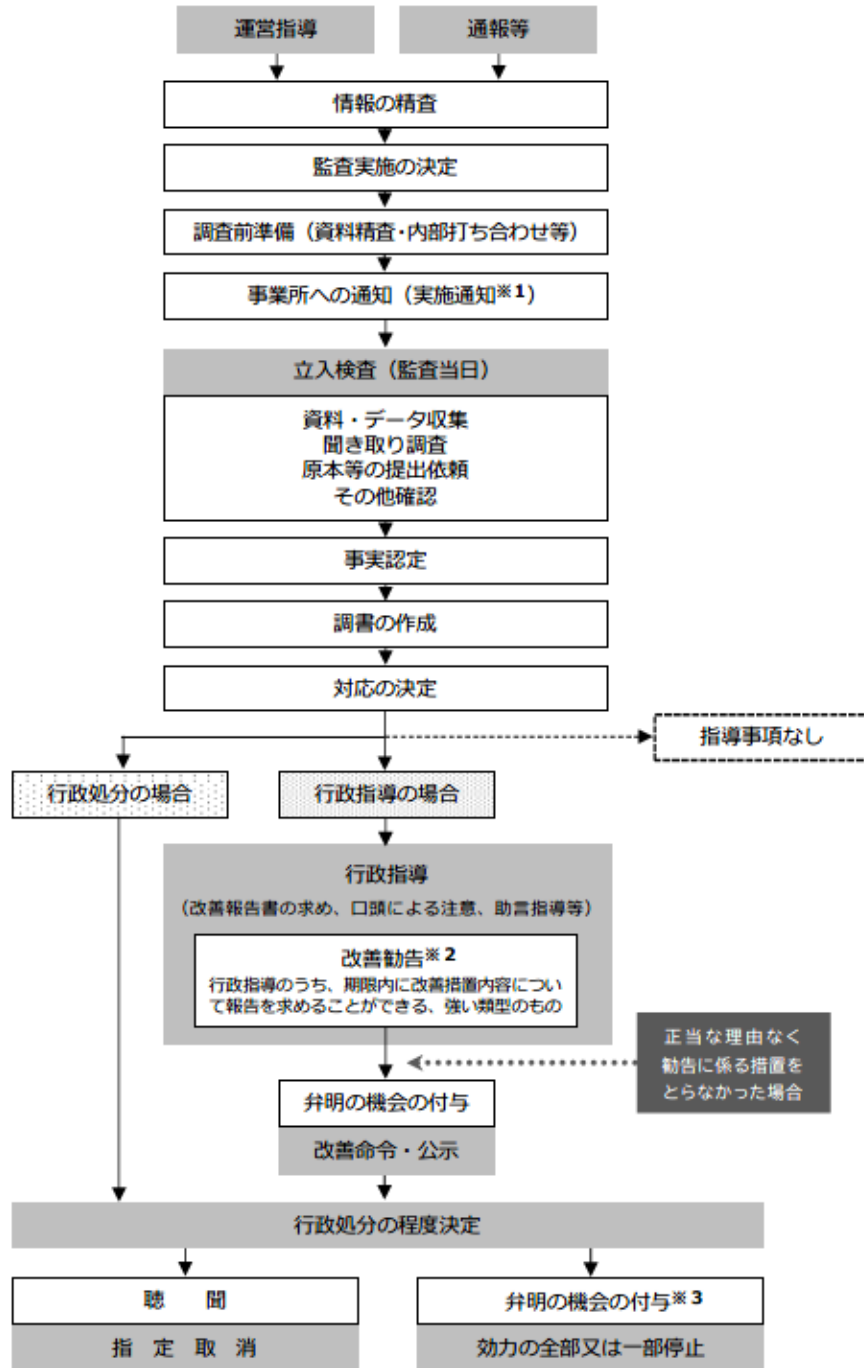 運営指導
通報等
情報の精査
監査実施の決定
調査前準備（資料精査・内部打ち合わせ等）
事業所への通知（実施通知※1）
立入検査（監査当日）
資料・データ収集
聞き取り調査
原本等の提出依頼
その他確認
事実認定
調書の作成
対応の決定
指導事項なし
行政処分の場合
行政指導の場合
行政指導
（改善報告書の求め、口頭による注意、助言指導等）
改善勧告※2
行政指導のうち、期限内に改善措置内容につい
て報告を求めることができる、強い類型のもの
正当な理由なく
勧告に係る措置を
とらなかった場合
弁明の機会の付与
改善命令・公示
行政処分の程度決定
聴　聞
指 定 取 消
弁明の機会の付与※3
効力の全部又は一部停止